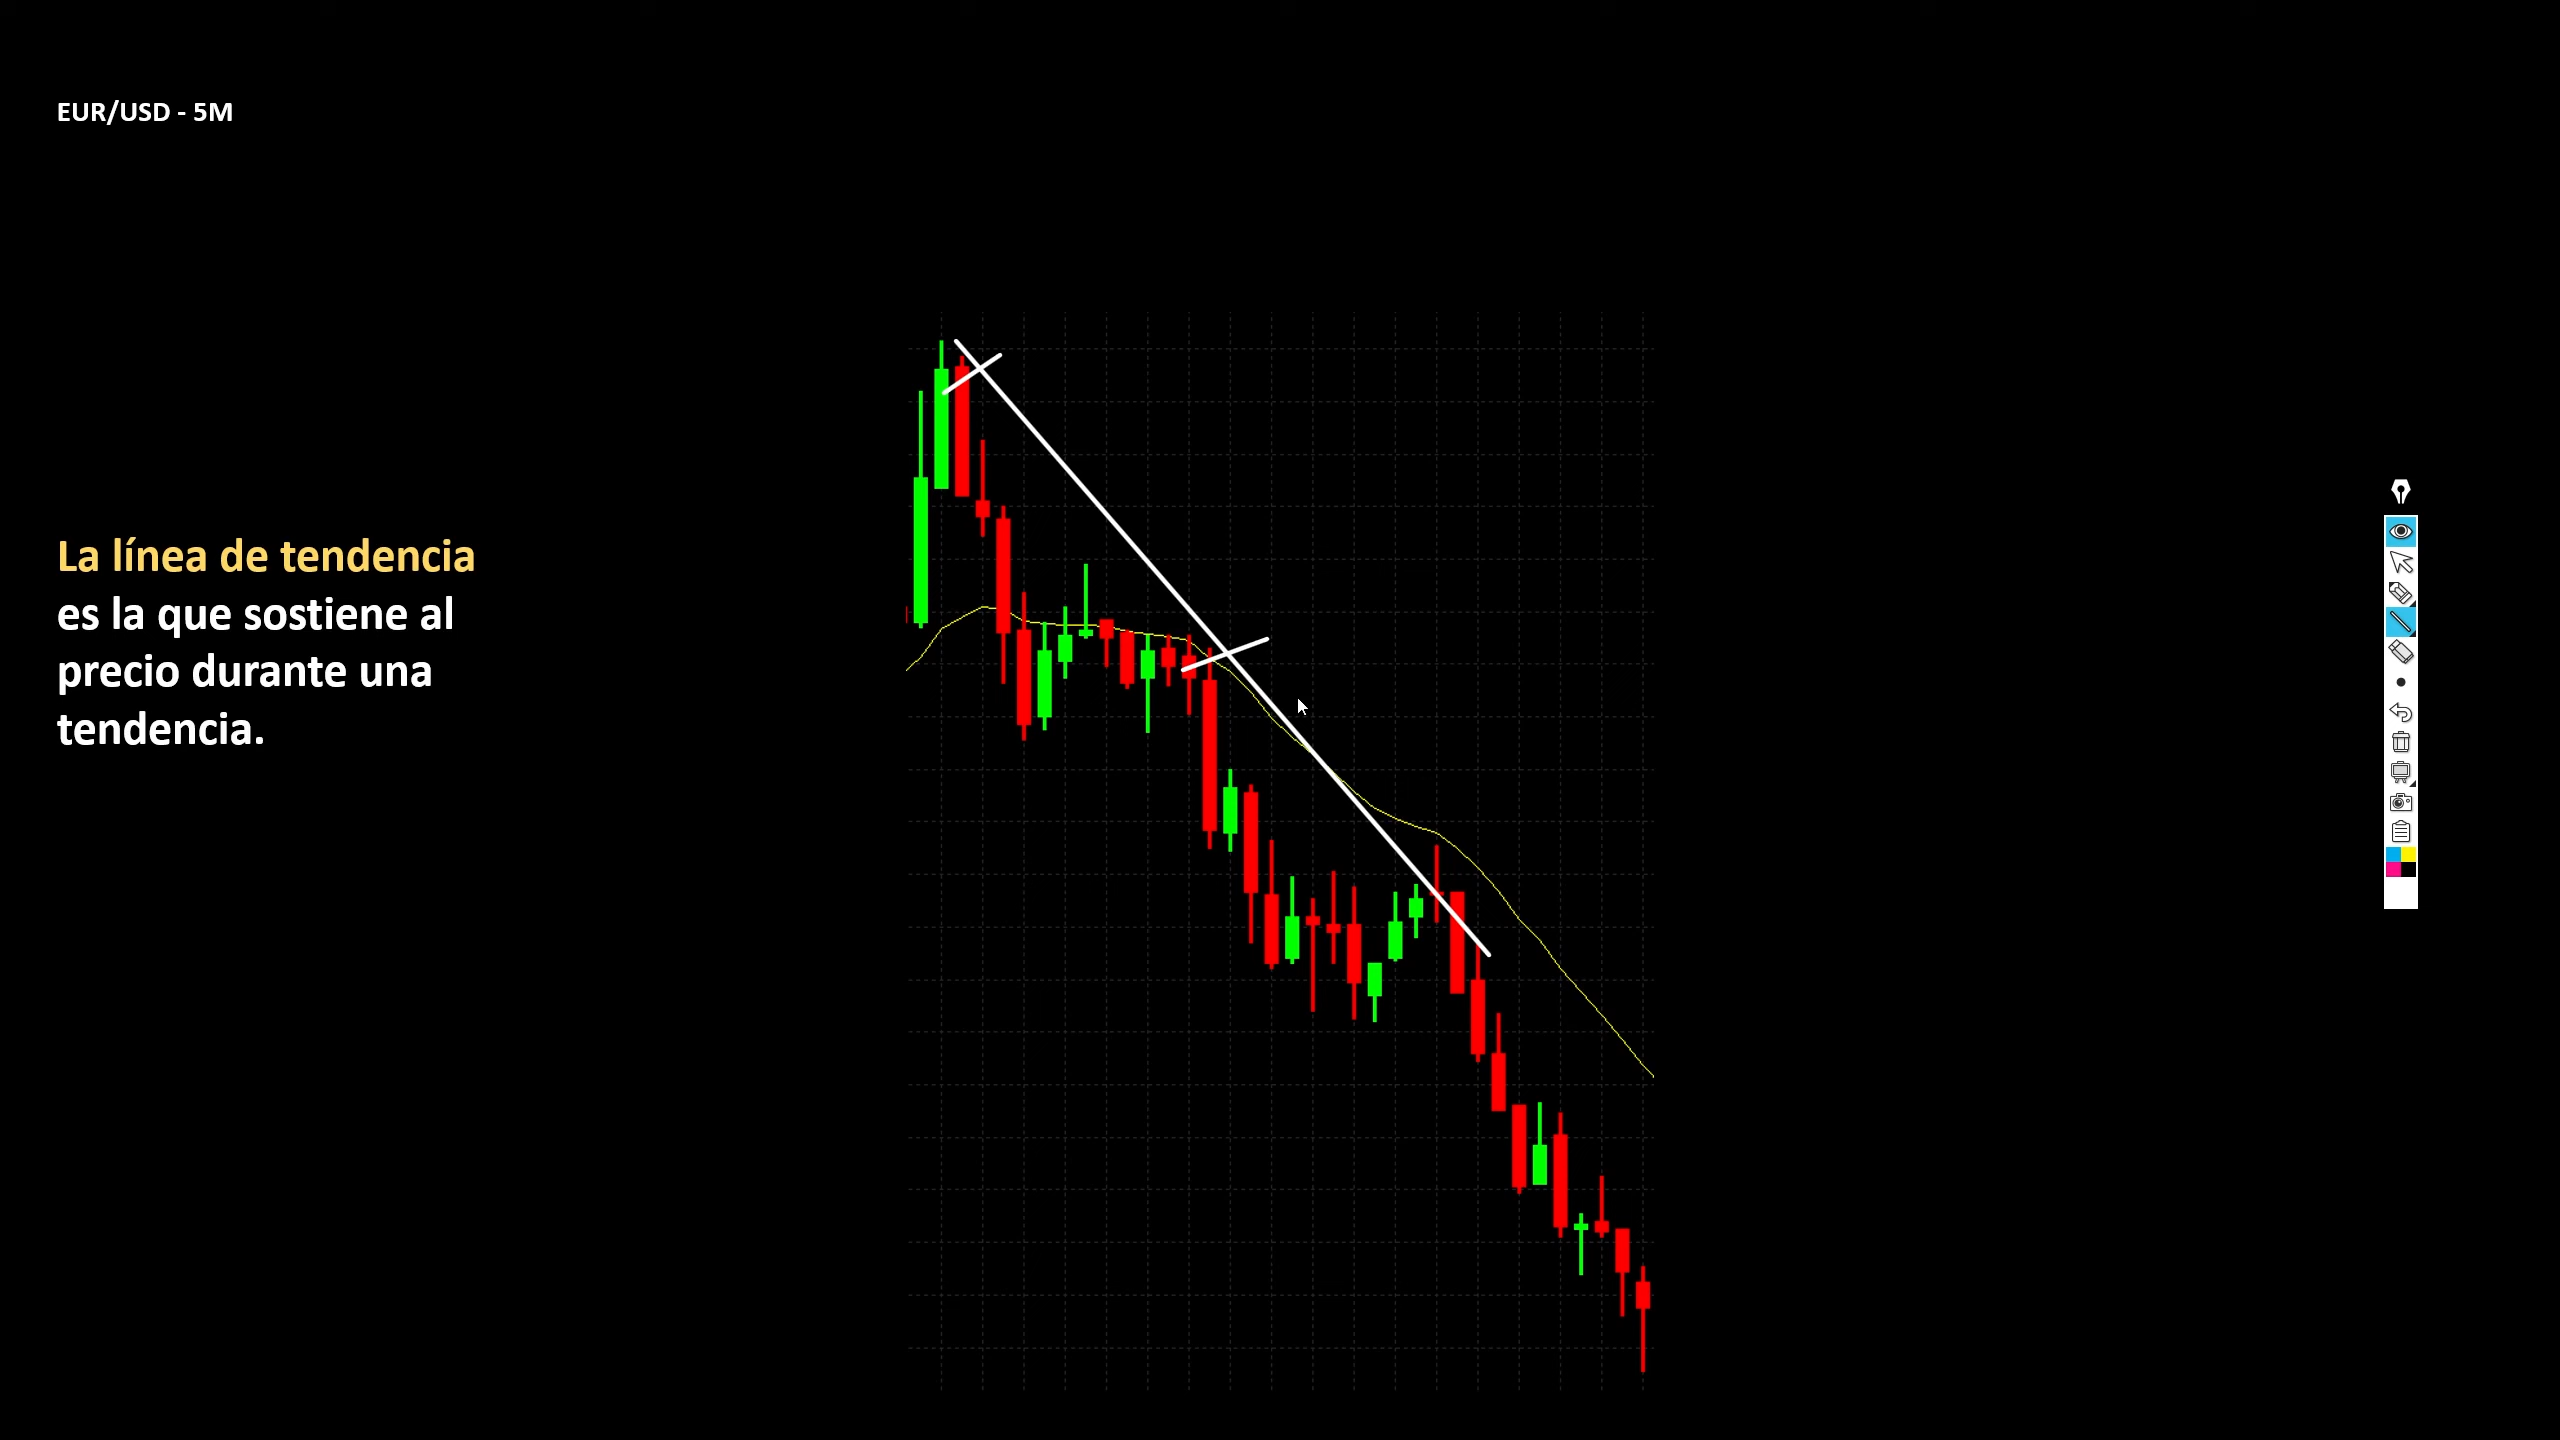 EUR/USD - 5M
La línea de tendencia
es la que sostiene al
precio durante una
tendencia.